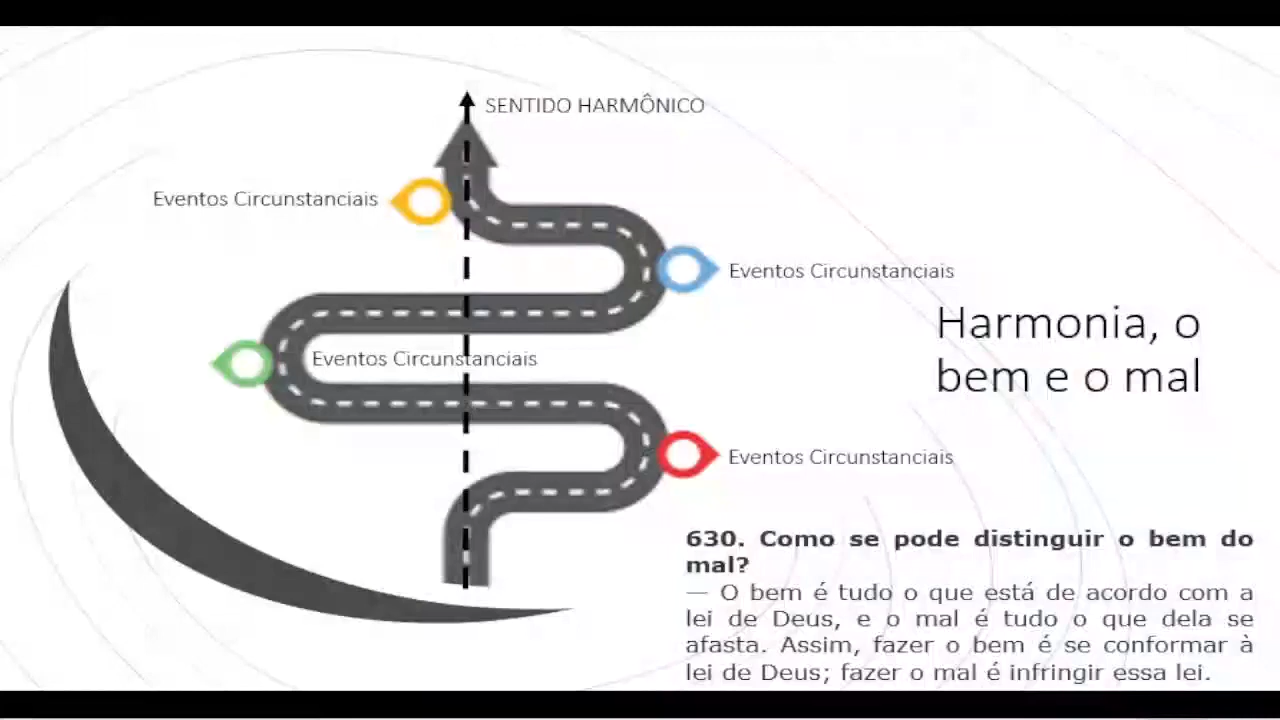 SENTIDO HARMÔNICO
Eventos Circunstanciais
Eventos Circunstanciais
Harmonia, o
bem e o mal
Eventos Circunstanciais
Eventos Circunstanciais
630. Como se pode distinguir o bem do
mal?
— O bem é tudo o que está de acordo com a
lei de Deus, e o mal é tudo o que dela se
afasta. Assim, fazer o bem é se conformar à
lei de Deus; fazer o mal é infringir essa lei.